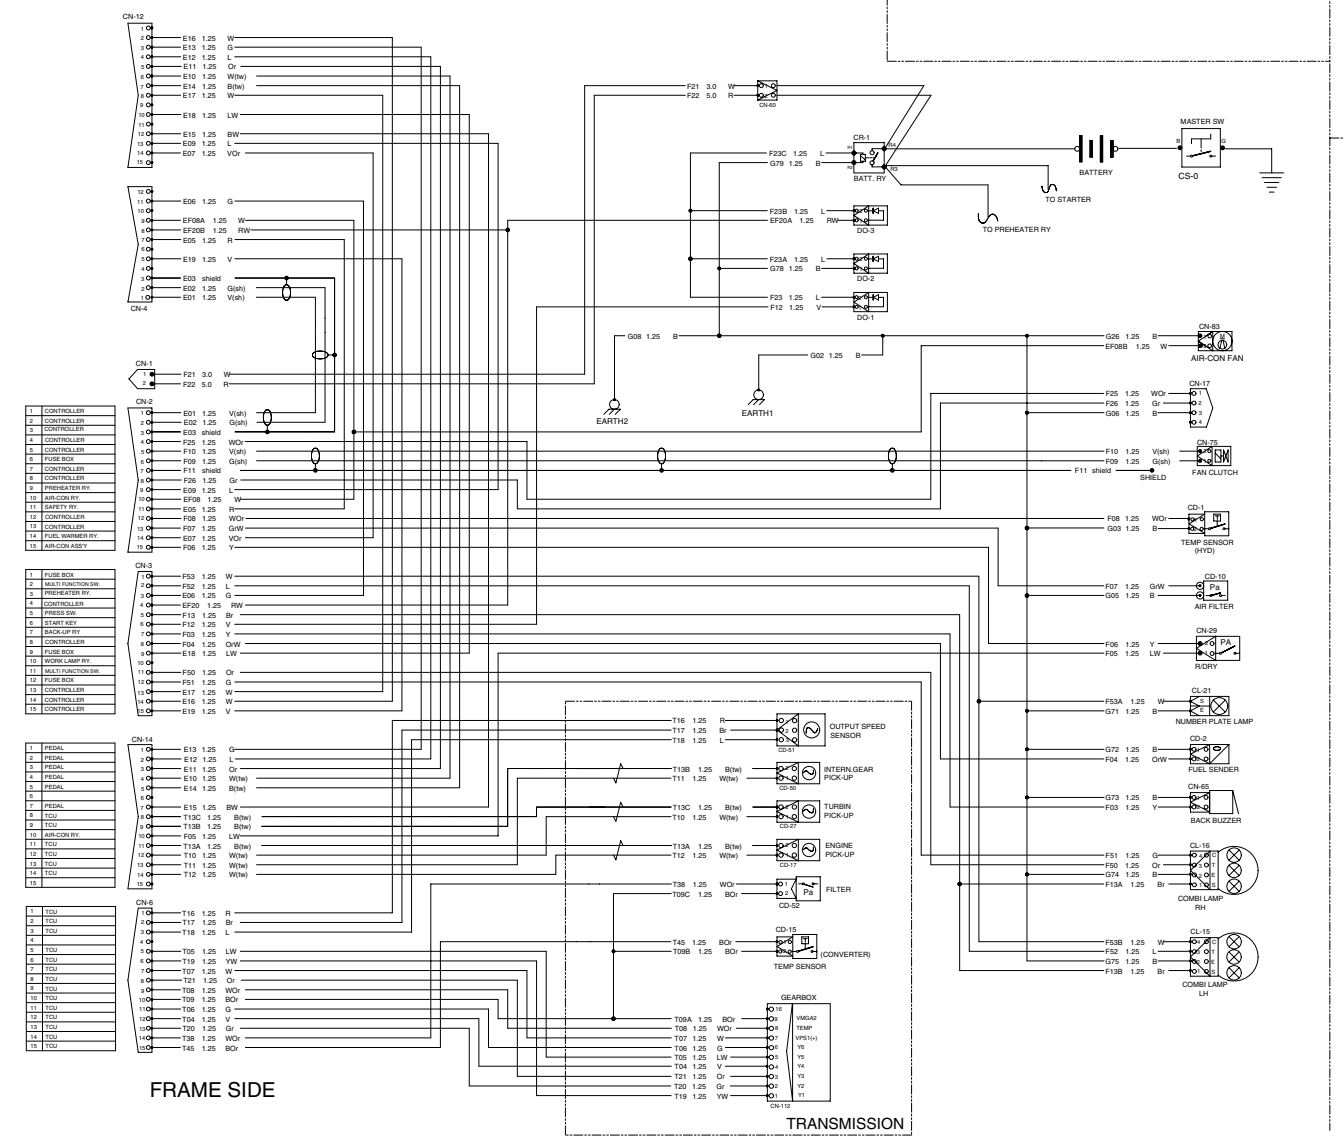 CN-12
1
2 E16 1.25 W
3 E13 1.25 G
4 E12 1.25 L
5 E11 1.25 Or
6 E10 1.25 W(tw)
7 E14 1.25 B(tw)
8 E17 1.25 W
9
10 E18 1.25 LW
11
12 E15 1.25 BW
13 E09 1.25 L
14 E07 1.25 VOr
15
12
11 E06 1.25 G
10
9 EF08A 1.25 W
8 EF20B 1.25 RW
7 E05 1.25 R
6
5 E19 1.25 V
4
3 E03 shield
2 E02 1.25 G(sh)
1 E01 1.25 V(sh)
CN-4
CN-1
1 F21 3.0 W
2 F22 5.0 R
CN-2
1 CONTROLLER
2 CONTROLLER
3 CONTROLLER
4 CONTROLLER
5 CONTROLLER
6 FUSE BOX
7 CONTROLLER
8 CONTROLLER
9 PREHEATER RY.
10 AIR-CON RY.
11 SAFETY RY.
12 CONTROLLER
13 CONTROLLER
14 FUEL WARMER RY.
15 AIR-CON ASS'Y
1 E01 1.25 V(sh)
2 E02 1.25 G(sh)
3 E03 shield
4 F25 1.25 WOr
5 F10 1.25 V(sh)
6 F09 1.25 G(sh)
7 F11 shield
8 F26 1.25 Gr
9 E09 1.25 L
10 EF08 1.25 W
11 E05 1.25 R
12 F08 1.25 WOr
13 F07 1.25 GrW
14 E07 1.25 VOr
15 F06 1.25 Y
CN-3
1 FUSE BOX
2 MULTI FUNCTION SW.
3 PREHEATER RY.
4 CONTROLLER
5 PRESS SW.
6 START KEY
7 BACK-UP RY
8 CONTROLLER
9 FUSE BOX
10 WORK LAMP RY.
11 MULTI FUNCTION SW.
12 FUSE BOX
13 CONTROLLER
14 CONTROLLER
15 CONTROLLER
1 F53 1.25 W
2 F52 1.25 L
3 E06 1.25 G
4 EF20 1.25 RW
5 F13 1.25 Br
6 F12 1.25 V
7 F03 1.25 Y
8 F04 1.25 OrW
9 E18 1.25 LW
10
11 F50 1.25 Or
12 F51 1.25 G
13 E17 1.25 W
14 E16 1.25 W
15 E19 1.25 V
CN-14
1 PEDAL
2 PEDAL
3 PEDAL
4 PEDAL
5 PEDAL
6
7 PEDAL
8 TCU
9 TCU
10 AIR-CON RY.
11 TCU
12 TCU
13 TCU
14 TCU
15
1 E13 1.25 G
2 E12 1.25 L
3 E11 1.25 Or
4 E10 1.25 W(tw)
5 E14 1.25 B(tw)
6
7 E15 1.25 BW
8 T13C 1.25 B(tw)
9 T13B 1.25 B(tw)
10 F05 1.25 LW
11 T13A 1.25 B(tw)
12 T10 1.25 W(tw)
13 T11 1.25 W(tw)
14 T12 1.25 W(tw)
15
CN-6
1 TCU
2 TCU
3 TCU
4
5 TCU
6 TCU
7 TCU
8 TCU
9 TCU
10 TCU
11 TCU
12 TCU
13 TCU
14 TCU
15 TCU
1 T16 1.25 R
2 T17 1.25 Br
3 T18 1.25 L
4
5 T05 1.25 LW
6 T19 1.25 YW
7 T07 1.25 W
8 T21 1.25 Or
9 T08 1.25 WOr
10 T09 1.25 BOr
11 T06 1.25 G
12 T04 1.25 V
13 T20 1.25 Gr
14 T38 1.25 WOr
15 T45 1.25 BOr
FRAME SIDE
F21 3.0 W
F22 5.0 R
CN-60
CR-1
F23C 1.25 L
G79 1.25 B
R4
R3
BATT. RY
BATTERY
MASTER SW
B
G
CS-0
TO STARTER
TO PREHEATER RY
F23B 1.25 L
EF20A 1.25 RW
DO-3
F23A 1.25 L
G78 1.25 B
DO-2
F23 1.25 L
F12 1.25 V
DO-1
G08 1.25 B
G02 1.25 B
EARTH2
EARTH1
CN-83
G26 1.25 B
EF08B 1.25 W
M
AIR-CON FAN
CN-17
F25 1.25 WOr 1
F26 1.25 Gr 2
G06 1.25 B 3
4
CN-75
F10 1.25 V(sh)
F09 1.25 G(sh)
FAN CLUTCH
F11 shield
SHIELD
CD-1
F08 1.25 WOr
G03 1.25 B
TEMP SENSOR
(HYD)
CD-10
F07 1.25 GrW
G05 1.25 B
Pa
AIR FILTER
CN-29
F06 1.25 Y
F05 1.25 LW
PA
R/DRY
CL-21
F53A 1.25 W S
G71 1.25 B E
NUMBER PLATE LAMP
CD-2
G72 1.25 B
F04 1.25 OrW
FUEL SENDER
CN-65
G73 1.25 B
F03 1.25 Y
BACK BUZZER
CL-16
F51 1.25 G 4 C
F50 1.25 Or 3 T
G74 1.25 B 2 E
F13A 1.25 Br 1 S
COMBI LAMP
RH
CL-15
F53B 1.25 W 4 C
F52 1.25 L 3 T
G75 1.25 B 2 E
F13B 1.25 Br 1 S
COMBI LAMP
LH
T16 1.25 R
T17 1.25 Br
T18 1.25 L
CD-51
OUTPUT SPEED
SENSOR
T13B 1.25 B(tw)
T11 1.25 W(tw)
CD-50
INTERN.GEAR
PICK-UP
T13C 1.25 B(tw)
T10 1.25 W(tw)
CD-27
TURBIN
PICK-UP
T13A 1.25 B(tw)
T12 1.25 W(tw)
CD-17
ENGINE
PICK-UP
T38 1.25 WOr 1
T09C 1.25 BOr 2
Pa
FILTER
CD-52
CD-15
T45 1.25 BOr
T09B 1.25 BOr
(CONVERTER)
TEMP SENSOR
GEARBOX
16
T09A 1.25 BOr 9 VMGA2
T08 1.25 WOr 8 TEMP
T07 1.25 W 7 VPS1(+)
T06 1.25 G 6 Y6
T05 1.25 LW 5 Y5
T04 1.25 V 4 Y4
T21 1.25 Or 3 Y3
T20 1.25 Gr 2 Y2
T19 1.25 YW 1 Y1
CN-112
TRANSMISSION